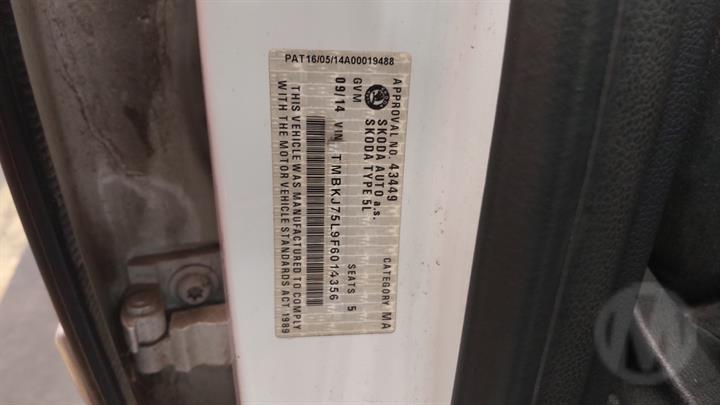 APPROVAL NO. 43449 CATEGORY MA
SKODA AUTO a.s.
SKODA TYPE 5L
GVM SEATS 5
09/14 VIN TMBKJ75L9F6014356
THIS VEHICLE WAS MANUFACTURED TO COMPLY
WITH THE MOTOR VEHICLE STANDARDS ACT 1989
PAT16/05/14A00019488